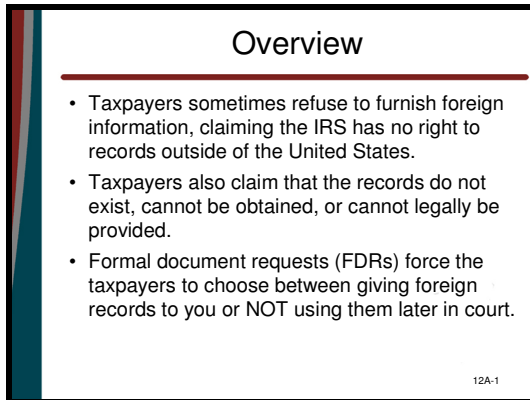 Overview
• Taxpayers sometimes refuse to furnish foreign
information, claiming the IRS has no right to
records outside of the United States.
• Taxpayers also claim that the records do not
exist, cannot be obtained, or cannot legally be
provided.
• Formal document requests (FDRs) force the
taxpayers to choose between giving foreign
records to you or NOT using them later in court.
12A-1